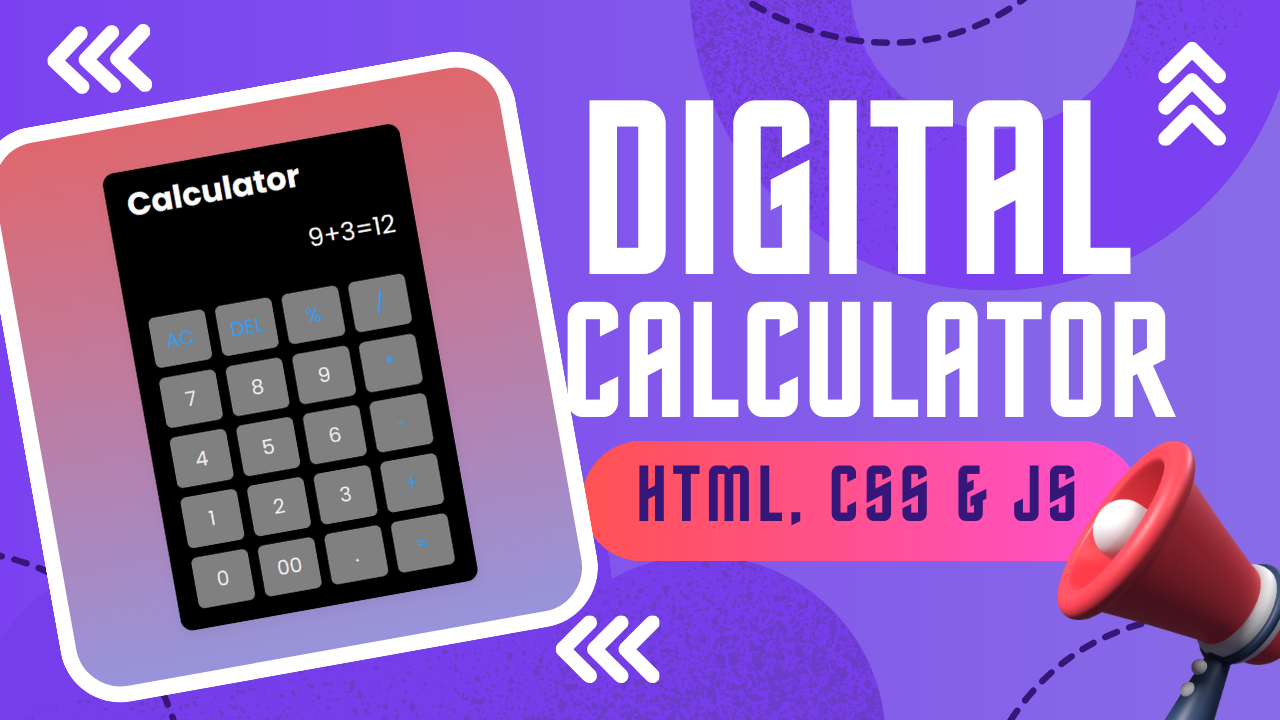 Calculator
9+3=12
AC DEL % /
7 8 9 *
4 5 6 -
1 2 3 +
0 00 . =
DIGITAL
CALCULATOR
HTML, CSS & JS